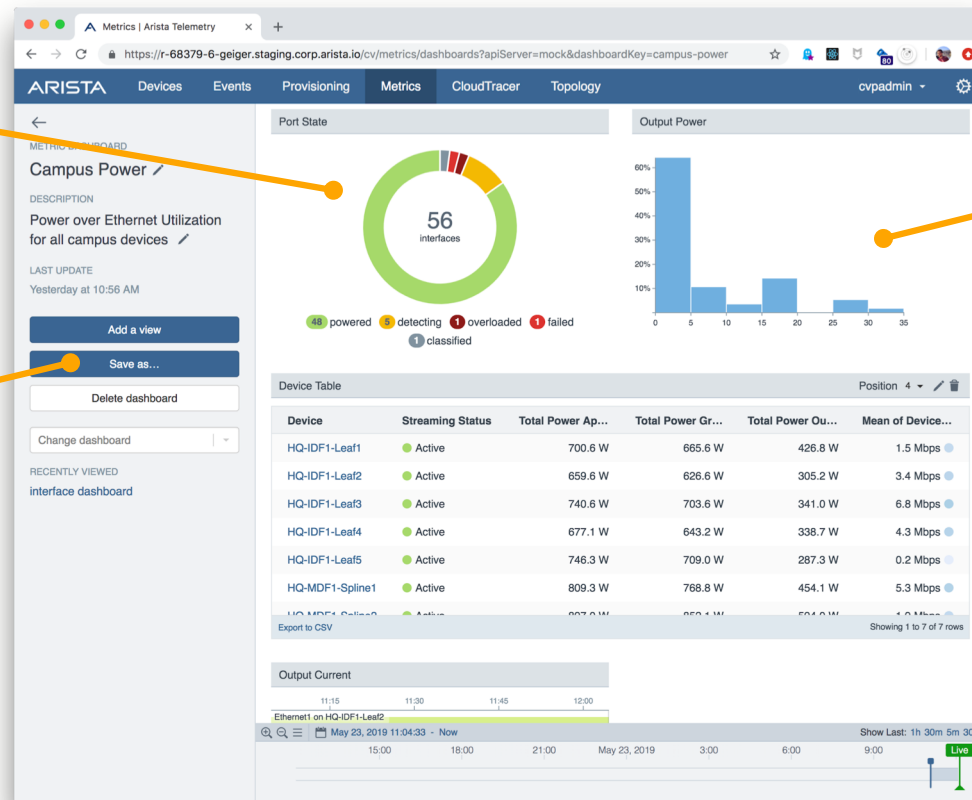 Metrics | Arista Telemetry
https://r-68379-6-geiger.staging.corp.arista.io/cv/metrics/dashboards?apiServer=mock&dashboardKey=campus-power
80
ARISTA Devices Events Provisioning Metrics CloudTracer Topology cvpadmin
METRIC DASHBOARD
Campus Power
DESCRIPTION
Power over Ethernet Utilization
for all campus devices
LAST UPDATE
Yesterday at 10:56 AM
Add a view
Save as...
Delete dashboard
Change dashboard
RECENTLY VIEWED
interface dashboard
Port State
56
interfaces
48 powered 5 detecting 1 overloaded 1 failed
1 classified
Output Power
60%
50%
40%
30%
20%
10%
0 5 10 15 20 25 30 35
Device Table Position 4
Device Streaming Status Total Power Ap... Total Power Gr... Total Power Ou... Mean of Device...
HQ-IDF1-Leaf1 Active 700.6 W 665.6 W 426.8 W 1.5 Mbps
HQ-IDF1-Leaf2 Active 659.6 W 626.6 W 305.2 W 3.4 Mbps
HQ-IDF1-Leaf3 Active 740.6 W 703.6 W 341.0 W 6.8 Mbps
HQ-IDF1-Leaf4 Active 677.1 W 643.2 W 338.7 W 4.3 Mbps
HQ-IDF1-Leaf5 Active 746.3 W 709.0 W 287.3 W 0.2 Mbps
HQ-MDF1-Spline1 Active 809.3 W 768.8 W 454.1 W 5.3 Mbps
Export to CSV Showing 1 to 7 of 7 rows
Output Current
11:15 11:30 11:45 12:00
Ethernet1 on HQ-IDF1-Leaf2
May 23, 2019 11:04:33 - Now Show Last: 1h 30m 5m 30
15:00 18:00 21:00 May 23, 2019 3:00 6:00 9:00 Live